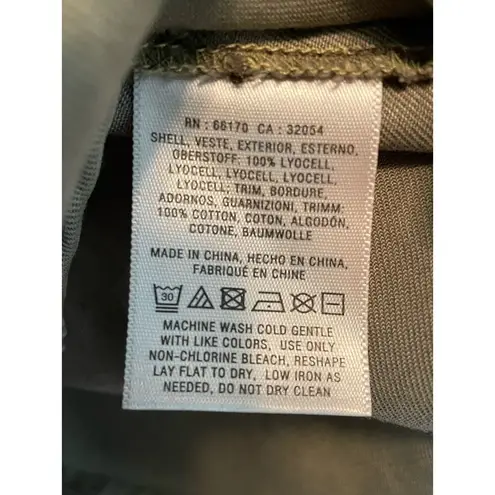 RN : 66170 CA : 32054
SHELL, VESTE, EXTERIOR, ESTERNO,
OBERSTOFF: 100% LYOCELL,
LYOCELL, LYOCELL, LYOCELL,
LYOCELL; TRIM, BORDURE,
ADORNOS, GUARNIZIONI, TRIMM:
100% COTTON, COTON, ALGODÓN,
COTONE, BAUMWOLLE
MADE IN CHINA, HECHO EN CHINA,
FABRIQUÉ EN CHINE
30
MACHINE WASH COLD GENTLE
WITH LIKE COLORS, USE ONLY
NON-CHLORINE BLEACH, RESHAPE
LAY FLAT TO DRY, LOW IRON AS
NEEDED, DO NOT DRY CLEAN